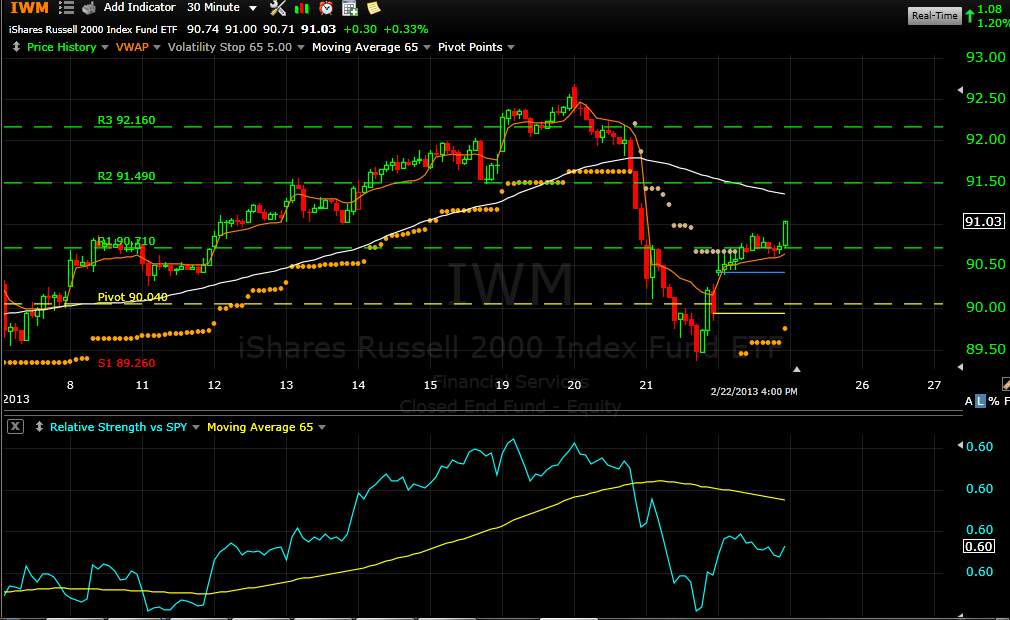 IWM Add Indicator 30 Minute Real-Time 1.08
1.20%
iShares Russell 2000 Index Fund ETF 90.74 91.00 90.71 91.03 +0.30 +0.33%
Price History VWAP Volatility Stop 65 5.00 Moving Average 65 Pivot Points
93.00
92.50
R3 92.160
92.00
R2 91.490
91.50
91.03
R1 90.710
90.50
IWM
Pivot 90.040
90.00
iShares Russell 2000 Index Fund ETF
89.50
S1 89.260
Financial Services
8 11 12 13 14 15 19 20 21 2/22/2013 4:00 PM 26 27
2013
A L % F
Closed End Fund - Equity
X Relative Strength vs SPY Moving Average 65
0.60
0.60
0.60
0.60
0.60